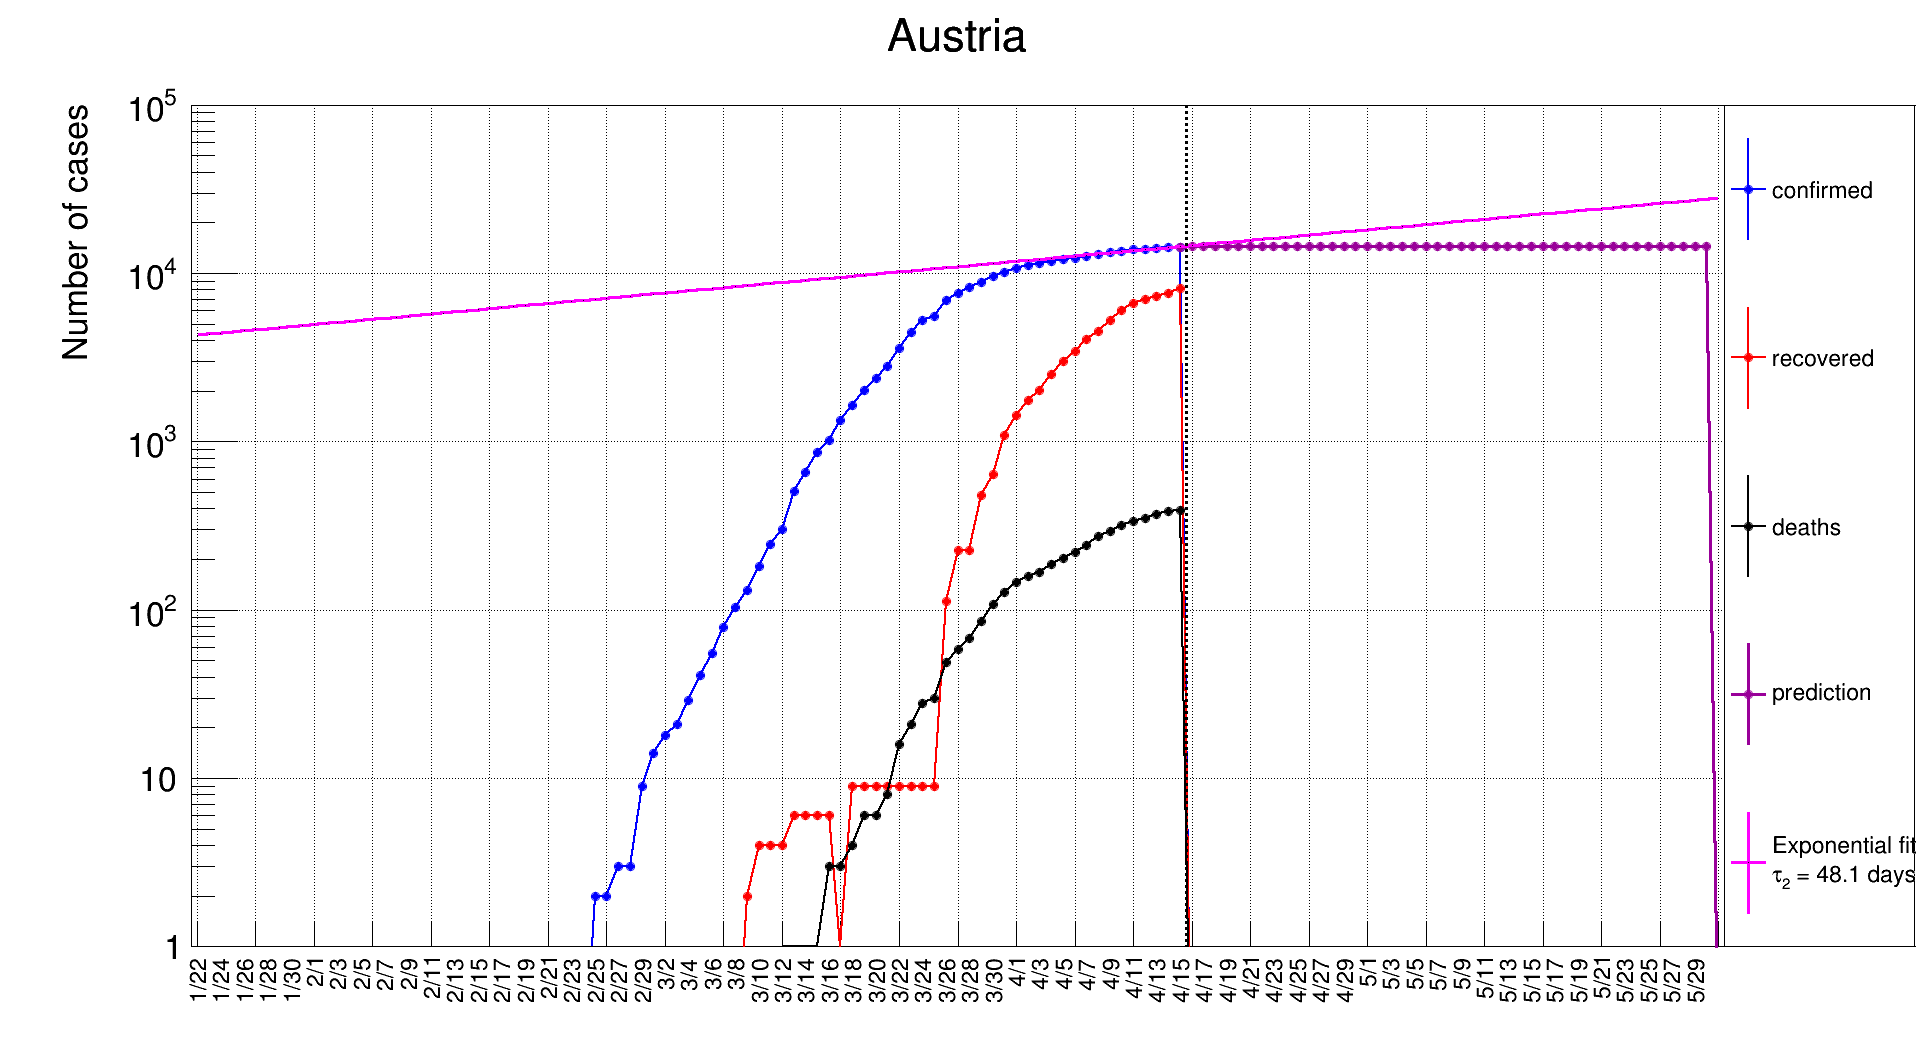 Austria
Number of cases
10^5
10^4
10^3
10^2
10
1
1/22 1/24 1/26 1/28 1/30 2/1 2/3 2/5 2/7 2/9 2/11 2/13 2/15 2/17 2/19 2/21 2/23 2/25 2/27 2/29 3/2 3/4 3/6 3/8 3/10 3/12 3/14 3/16 3/18 3/20 3/22 3/24 3/26 3/28 3/30 4/1 4/3 4/5 4/7 4/9 4/11 4/13 4/15 4/17 4/19 4/21 4/23 4/25 4/27 4/29 5/1 5/3 5/5 5/7 5/9 5/11 5/13 5/15 5/17 5/19 5/21 5/23 5/25 5/27 5/29
confirmed
recovered
deaths
prediction
Exponential fit
τ₂ = 48.1 days